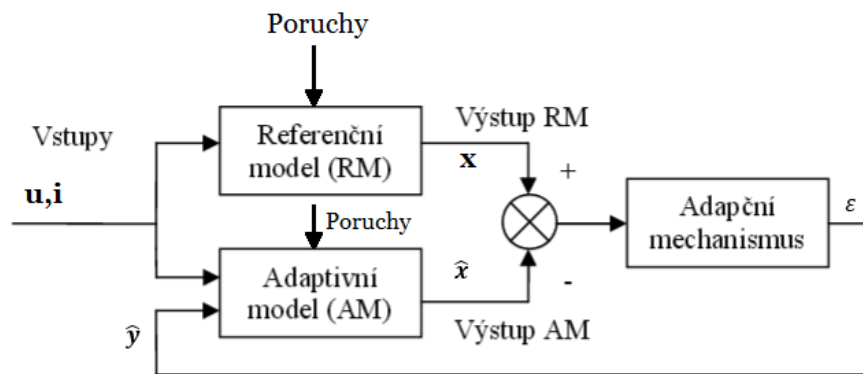 Poruchy
Vstupy
Referenční
model (RM)
Výstup RM
x
+
u,i
Poruchy
Adapční
mechanismus
ε
Adaptivní
model (AM)
x̂
-
Výstup AM
ŷ